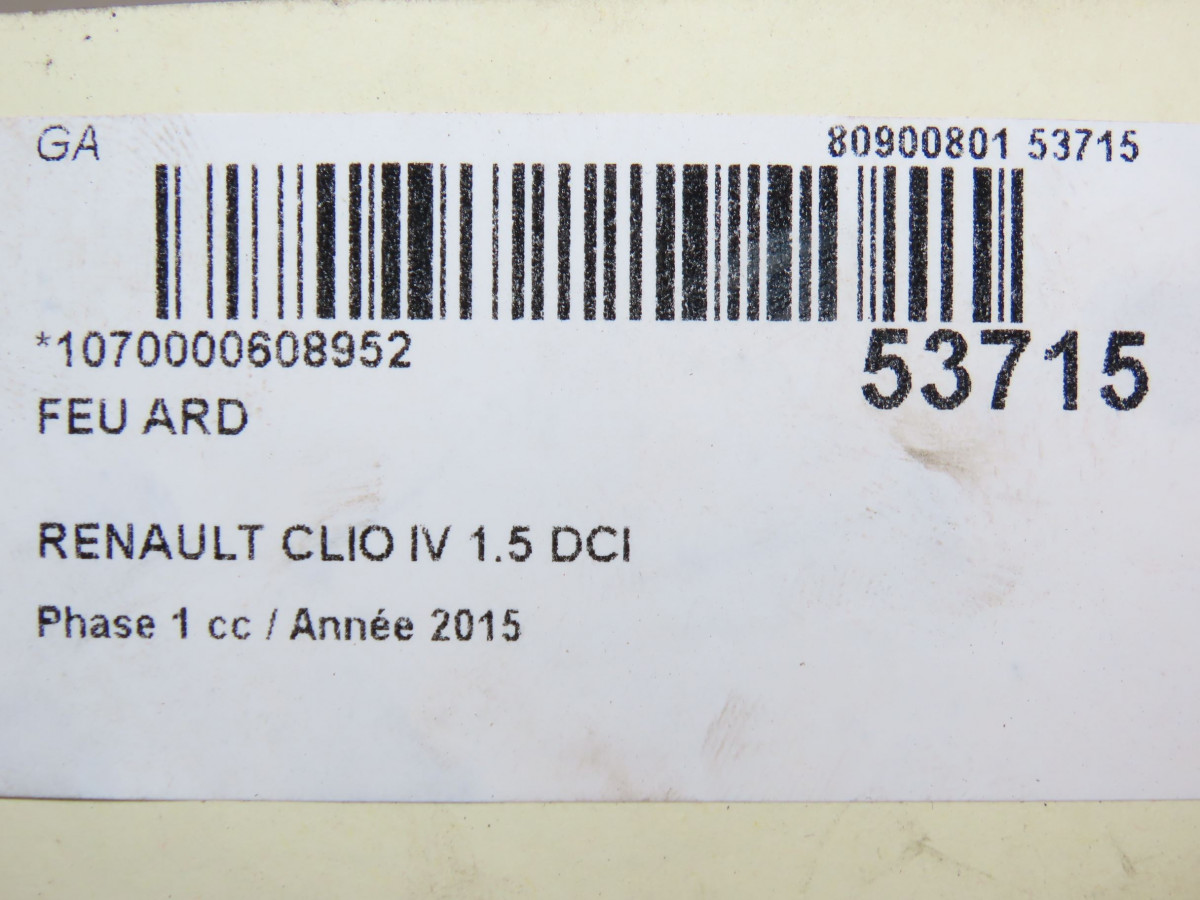 GA 80900801 53715
*1070000608952 53715
FEU ARD
RENAULT CLIO IV 1.5 DCI
Phase 1 cc / Année 2015